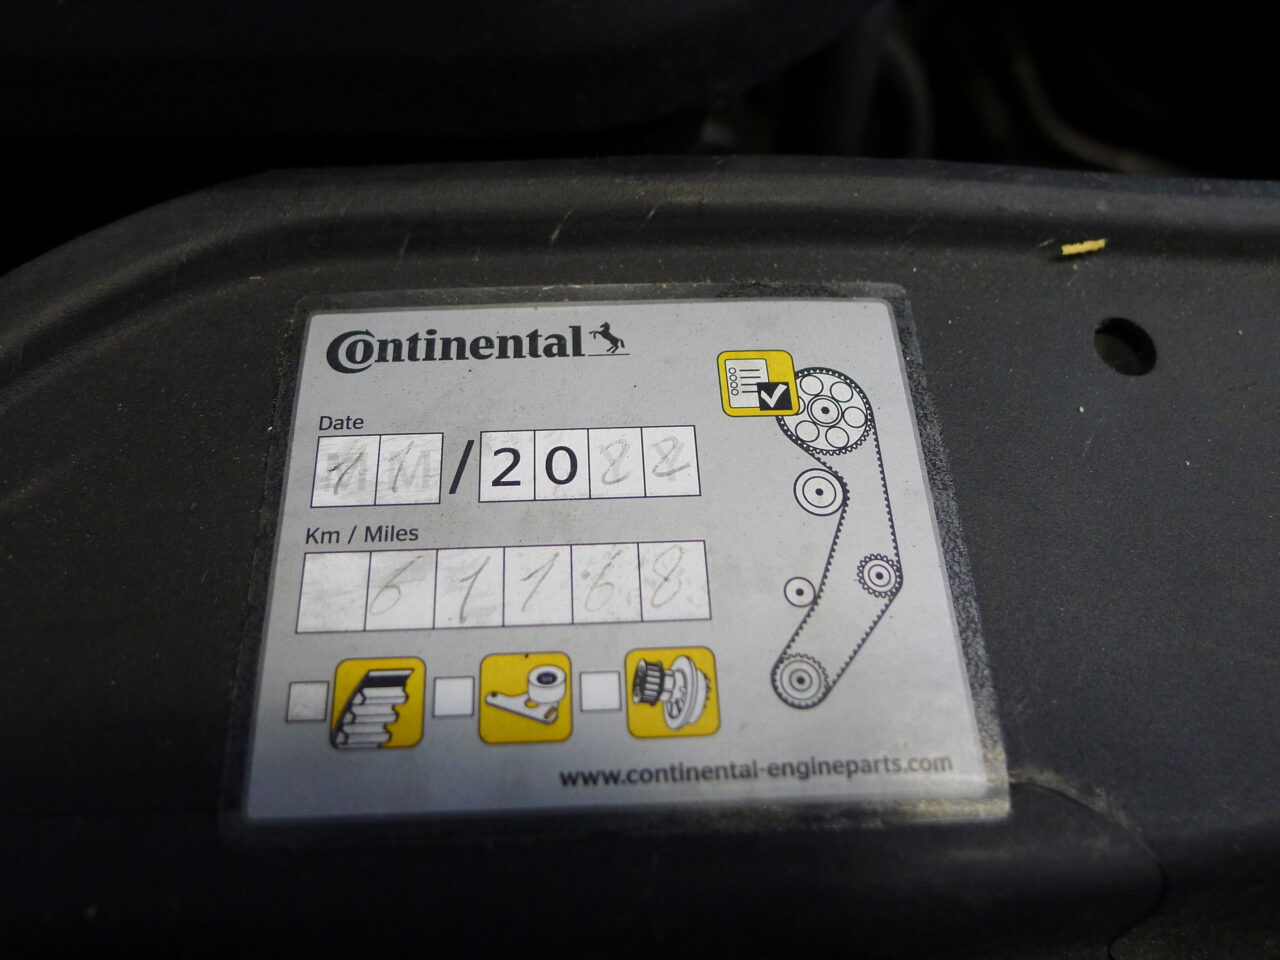 Continental
Date
11/2022
Km / Miles
61168
www.continental-engineparts.com